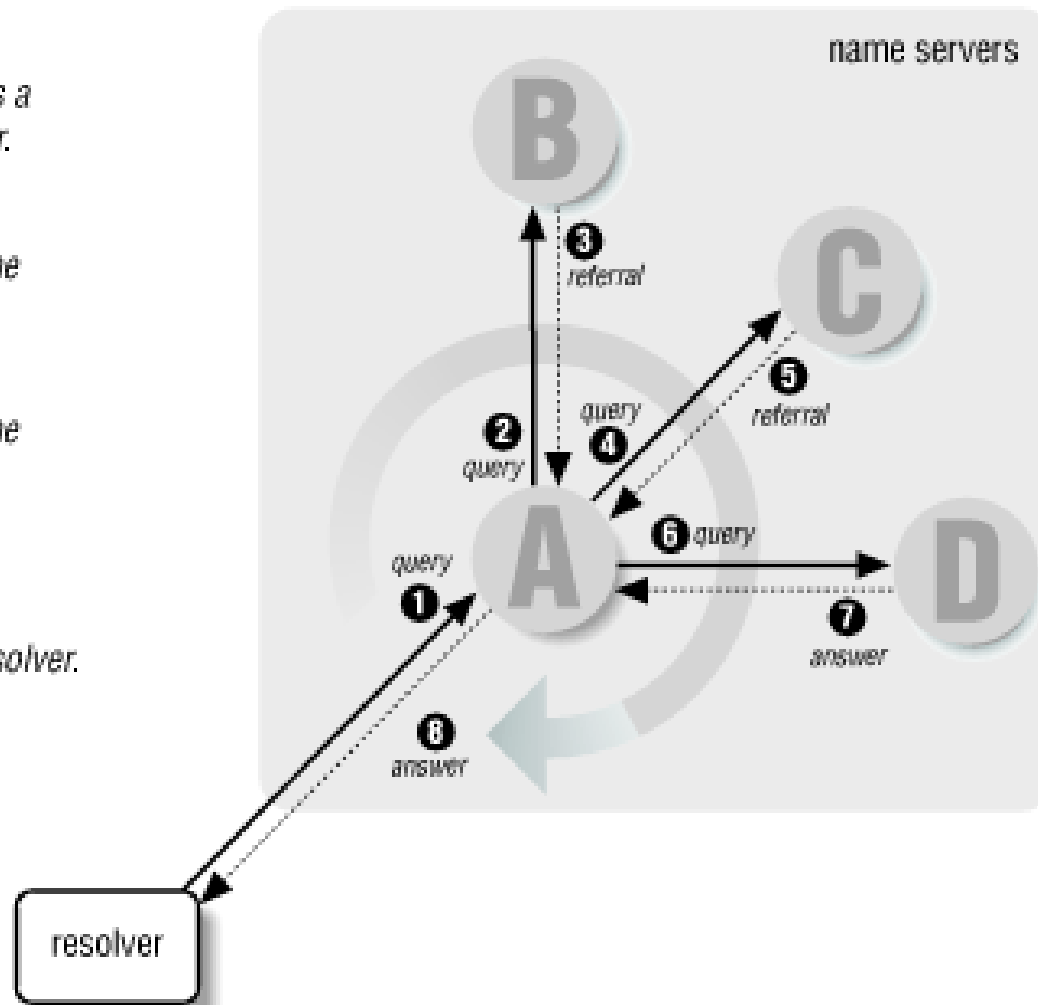 name servers
s a
r.
B
3
referral
ne
C
5
referral
query
4
2
query
ne
A
6 query
D
query
1
7
answer
solver.
8
answer
resolver